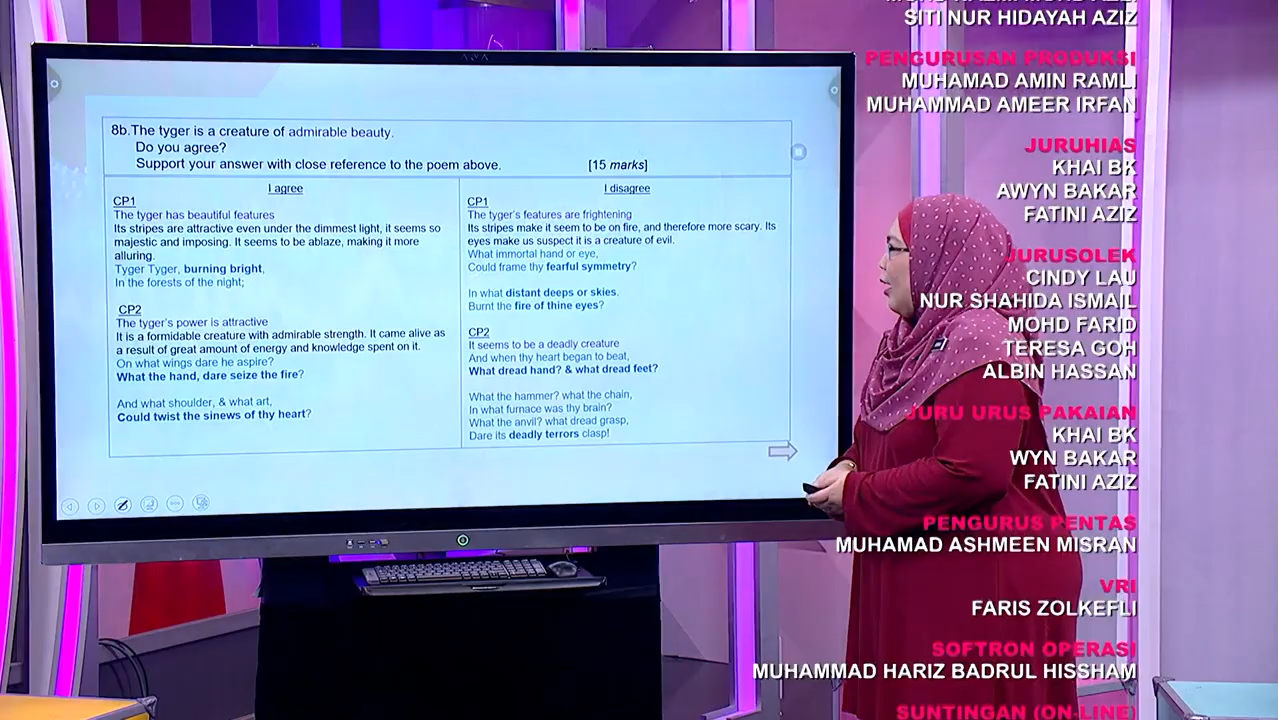 8b.The tyger is a creature of admirable beauty.
Do you agree?
Support your answer with close reference to the poem above. [15 marks]
I agree
CP1
The tyger has beautiful features
Its stripes are attractive even under the dimmest light, it seems so
majestic and imposing. It seems to be ablaze, making it more
alluring.
Tyger Tyger, burning bright,
In the forests of the night;
CP2
The tyger's power is attractive
It is a formidable creature with admirable strength. It came alive as
a result of great amount of energy and knowledge spent on it.
On what wings dare he aspire?
What the hand, dare seize the fire?
And what shoulder, & what art,
Could twist the sinews of thy heart?
I disagree
CP1
The tyger's features are frightening
Its stripes make it seem to be on fire, and therefore more scary. Its
eyes make us suspect it is a creature of evil.
What immortal hand or eye,
Could frame thy fearful symmetry?
In what distant deeps or skies.
Burnt the fire of thine eyes?
CP2
It seems to be a deadly creature
And when thy heart began to beat,
What dread hand? & what dread feet?
What the hammer? what the chain,
In what furnace was thy brain?
What the anvil? what dread grasp,
Dare its deadly terrors clasp!
SITI NUR HIDAYAH AZIZ
PENGURUSAN PRODUKSI
MUHAMAD AMIN RAMLI
MUHAMMAD AMEER IRFAN
JURUHIAS
KHAI BK
AWYN BAKAR
FATINI AZIZ
JURUSOLEK
CINDY LAU
NUR SHAHIDA ISMAIL
MOHD FARID
TERESA GOH
ALBIN HASSAN
JURU URUS PAKAIAN
KHAI BK
WYN BAKAR
FATINI AZIZ
PENGURUS PENTAS
MUHAMAD ASHMEEN MISRAN
VRI
FARIS ZOLKEFLI
SOFTRON OPERASI
MUHAMMAD HARIZ BADRUL HISSHAM
SUNTINGAN (ON-LINE)